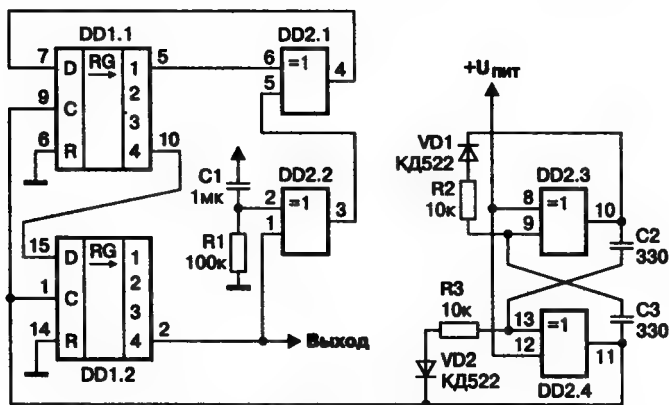 DD1.1
DD2.1
7 D RG 1 5 6 =1 4
9 C 2 5
3
6 R 4 10
+Uпит
VD1
КД522
R2
10к
DD2.3
8 =1 10
9
C2
330
C1
1мк
DD2.2
2 =1 3
1
R1
100к
15 D RG 1
1 C 2
3
14 R 4 2
DD1.2
Выход
R3
10к
C3
330
13 =1
12 11
VD2
КД522
DD2.4